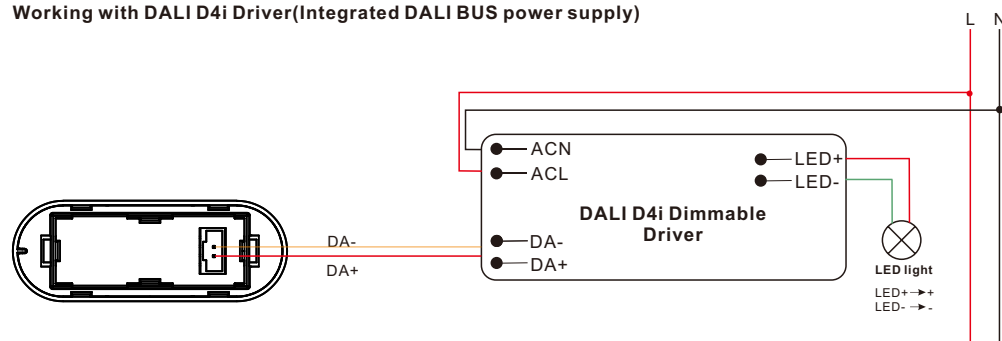 Working with DALI D4i Driver(Integrated DALI BUS power supply)
L N
ACN
ACL
LED+
LED-
DALI D4i Dimmable
Driver
DA-
DA+
DA-
DA+
LED light
LED+→+
LED-→-